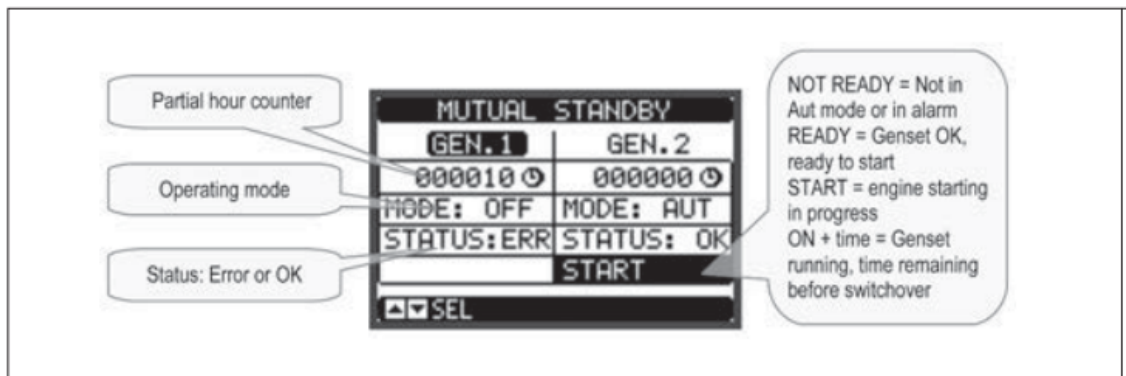 Partial hour counter
Operating mode
Status: Error or OK
MUTUAL STANDBY
GEN.1 GEN.2
000010 000000
MODE: OFF MODE: AUT
STATUS:ERR STATUS: OK
START
SEL
NOT READY = Not in
Aut mode or in alarm
READY = Genset OK,
ready to start
START = engine starting
in progress
ON + time = Genset
running, time remaining
before switchover